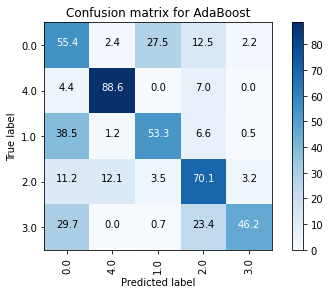 Confusion matrix for AdaBoost
True label
0.0 55.4 2.4 27.5 12.5 2.2
4.0 4.4 88.6 0.0 7.0 0.0
1.0 38.5 1.2 53.3 6.6 0.5
2.0 11.2 12.1 3.5 70.1 3.2
3.0 29.7 0.0 0.7 23.4 46.2
0.0 4.0 1.0 2.0 3.0
Predicted label
80
70
60
50
40
30
20
10
0